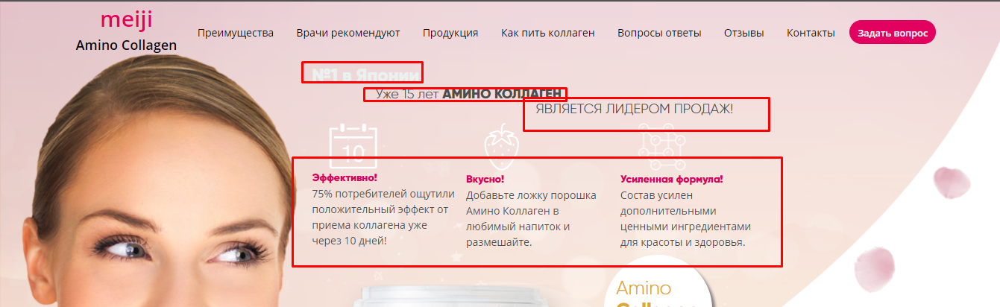 meiji
Amino Collagen
Преимущества Врачи рекомендуют Продукция Как пить коллаген Вопросы ответы Отзывы Контакты Задать вопрос
№1 в Японии
Уже 15 лет АМИНО КОЛЛАГЕН
ЯВЛЯЕТСЯ ЛИДЕРОМ ПРОДАЖ!
10
Эффективно!
75% потребителей ощутили
положительный эффект от
приема коллагена уже
через 10 дней!
Вкусно!
Добавьте ложку порошка
Амино Коллаген в
любимый напиток и
размешайте.
Усиленная формула!
Состав усилен
дополнительными
ценными ингредиентами
для красоты и здоровья.
Amino
Collagen